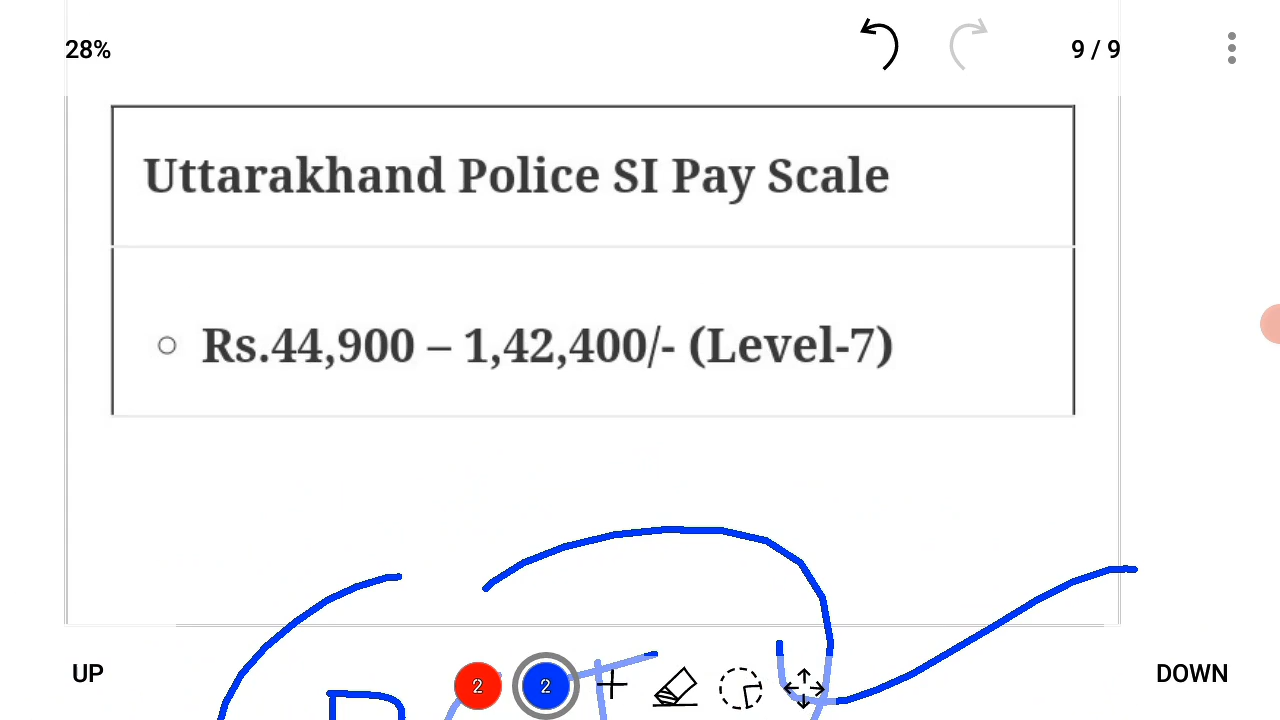 28%
9 / 9
Uttarakhand Police SI Pay Scale
Rs.44,900 – 1,42,400/- (Level-7)
UP
2
2
DOWN